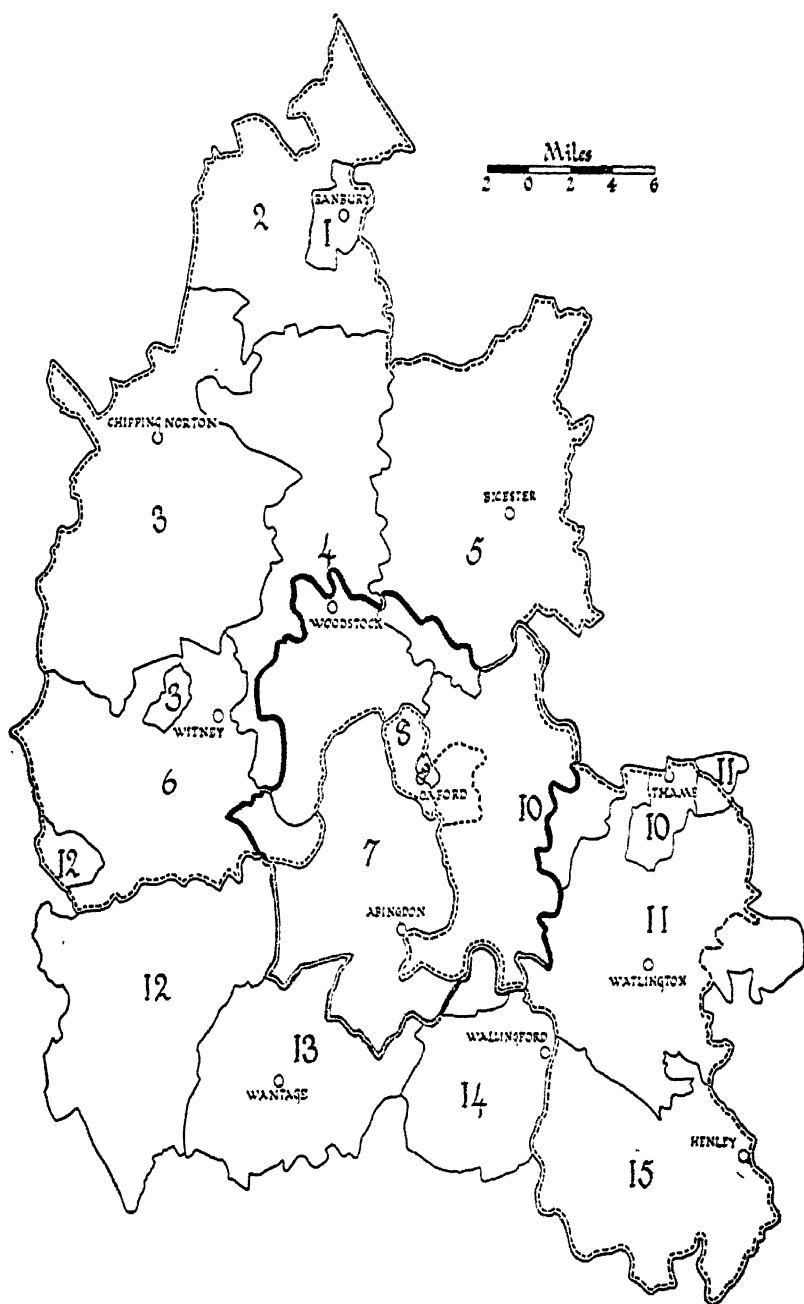 Miles
2 0 2 4 6
BANBURY
2
1
CHIPPING NORTON
3
BICESTER
5
4
WOODSTOCK
3
WITNEY
8
6
OXFORD
10
THAME
11
10
12
7
ABINGDON
11
WATLINGTON
12
13
WALLINGFORD
WANTAGE
14
HENLEY
15